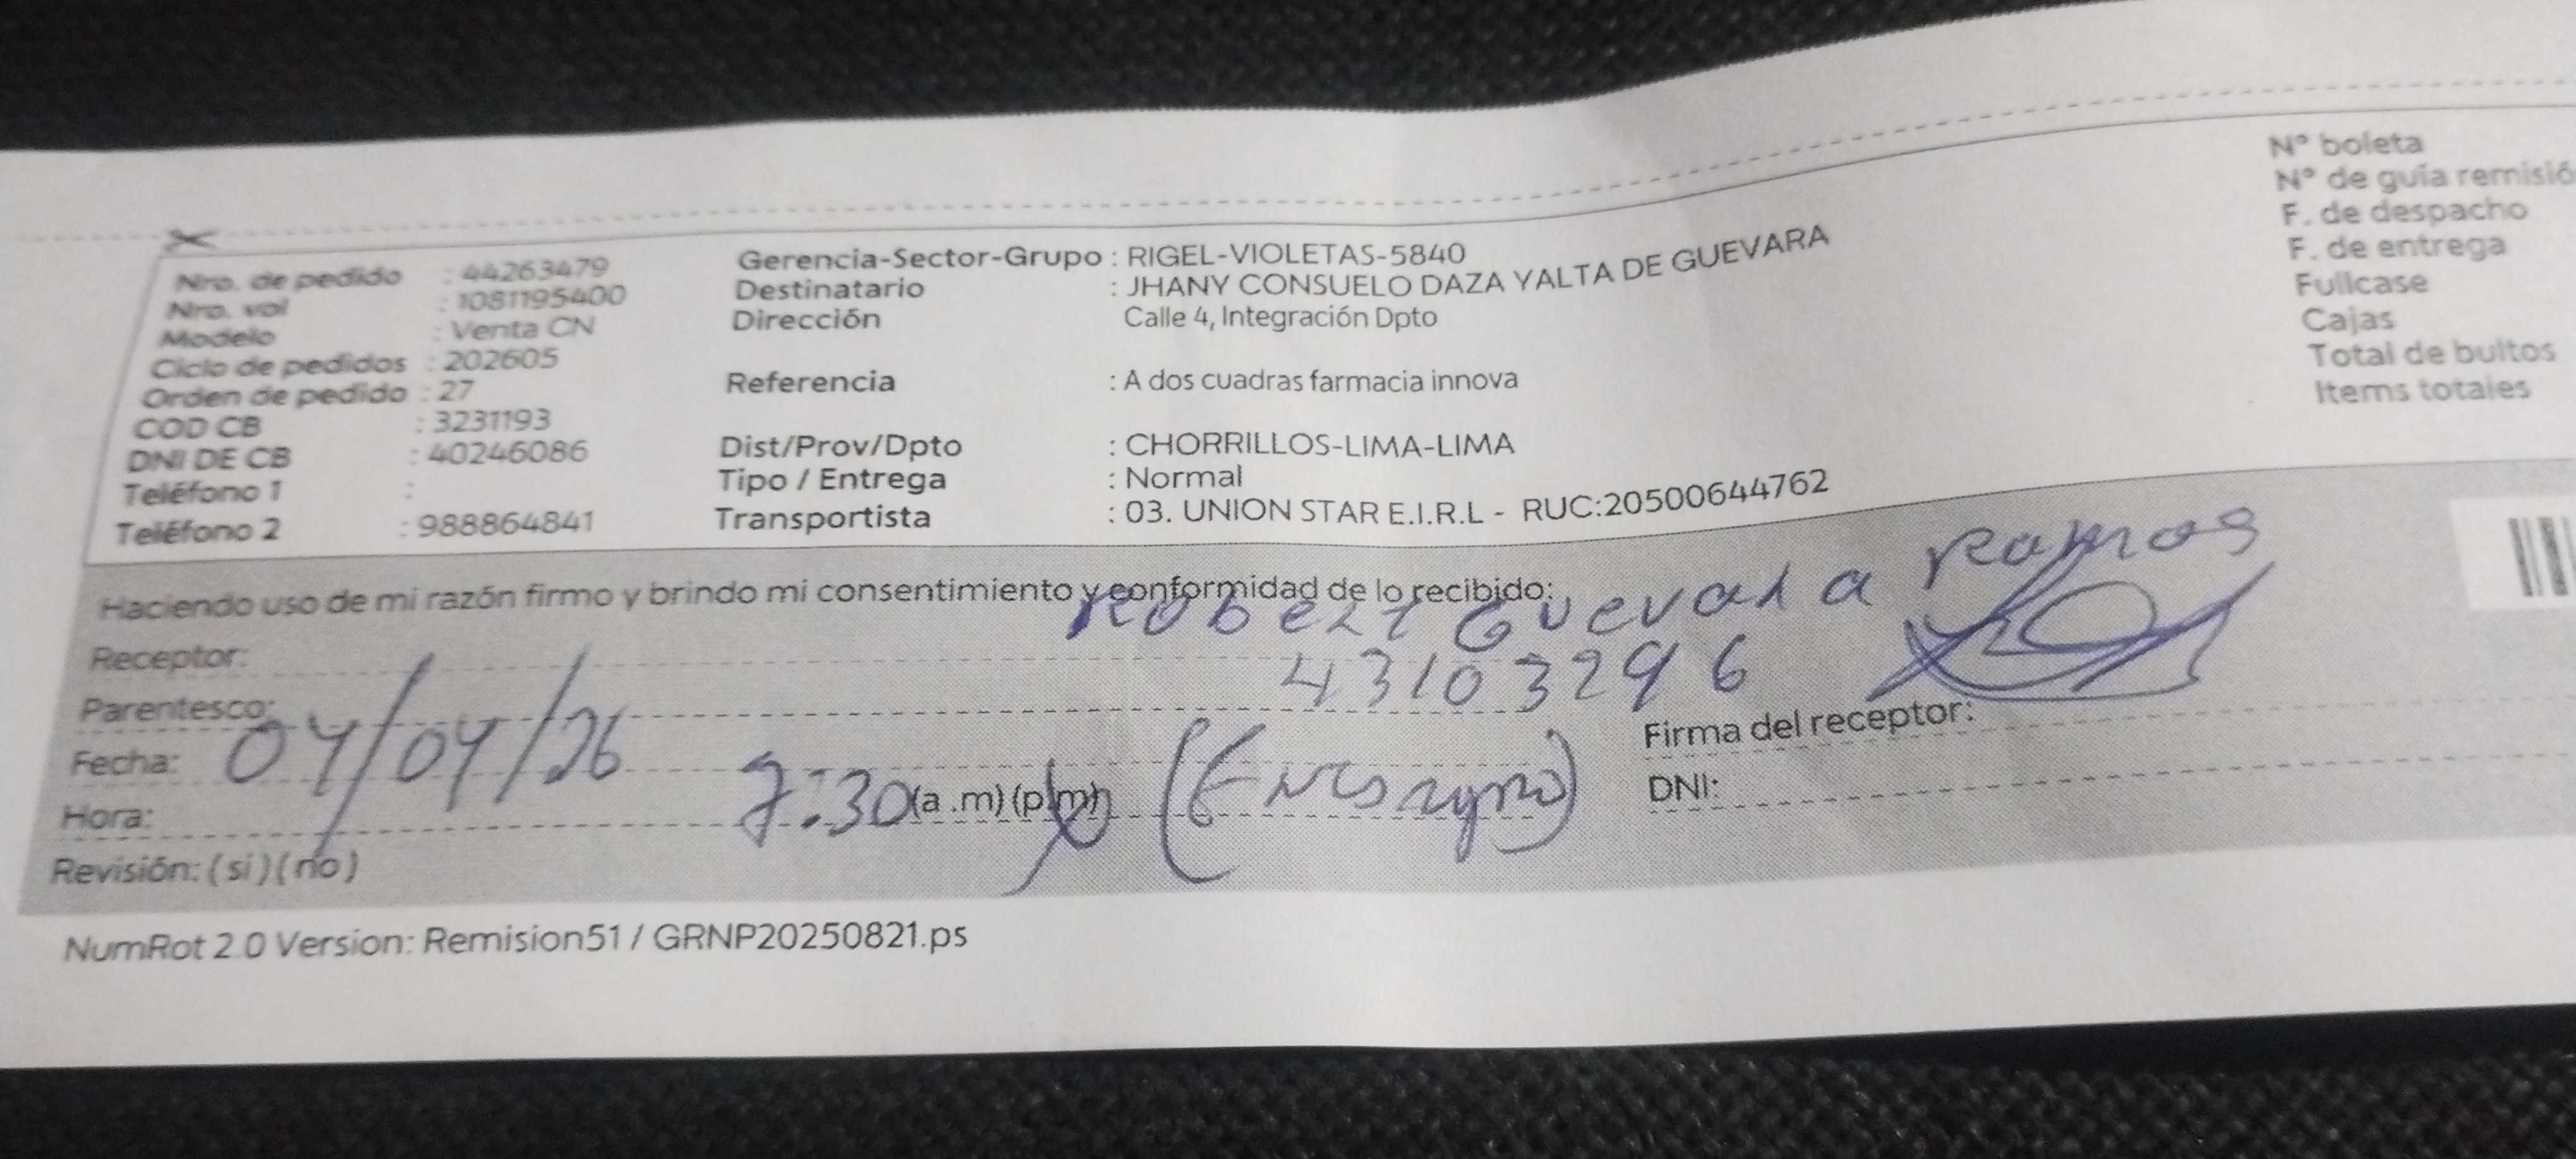 Nro. de pedido : 44263479
Nro. vol : 1081195400
Modelo : Venta CN
Ciclo de pedidos : 202605
Orden de pedido : 27
COD CB : 3231193
DNI DE CB : 40246086
Teléfono 1 :
Teléfono 2 : 988864841
Gerencia-Sector-Grupo : RIGEL-VIOLETAS-5840
Destinatario : JHANY CONSUELO DAZA YALTA DE GUEVARA
Dirección Calle 4, Integración Dpto
Referencia : A dos cuadras farmacia innova
Dist/Prov/Dpto : CHORRILLOS-LIMA-LIMA
Tipo / Entrega : Normal
Transportista : 03. UNION STAR E.I.R.L - RUC:20500644762
N° boleta
N° de guía remisió
F. de despacho
F. de entrega
Fullcase
Cajas
Total de bultos
Items totales
Haciendo uso de mi razón firmo y brindo mi consentimiento y conformidad de lo recibido:
Robert Guevara Ramos
Receptor: 43103296
Parentesco:
Fecha: 04/04/26
Hora: 7:30 (a .m) (p.m)
Firma del receptor:
DNI:
Revisión: ( si ) ( no )
NumRot 2.0 Version: Remision51 / GRNP20250821.ps